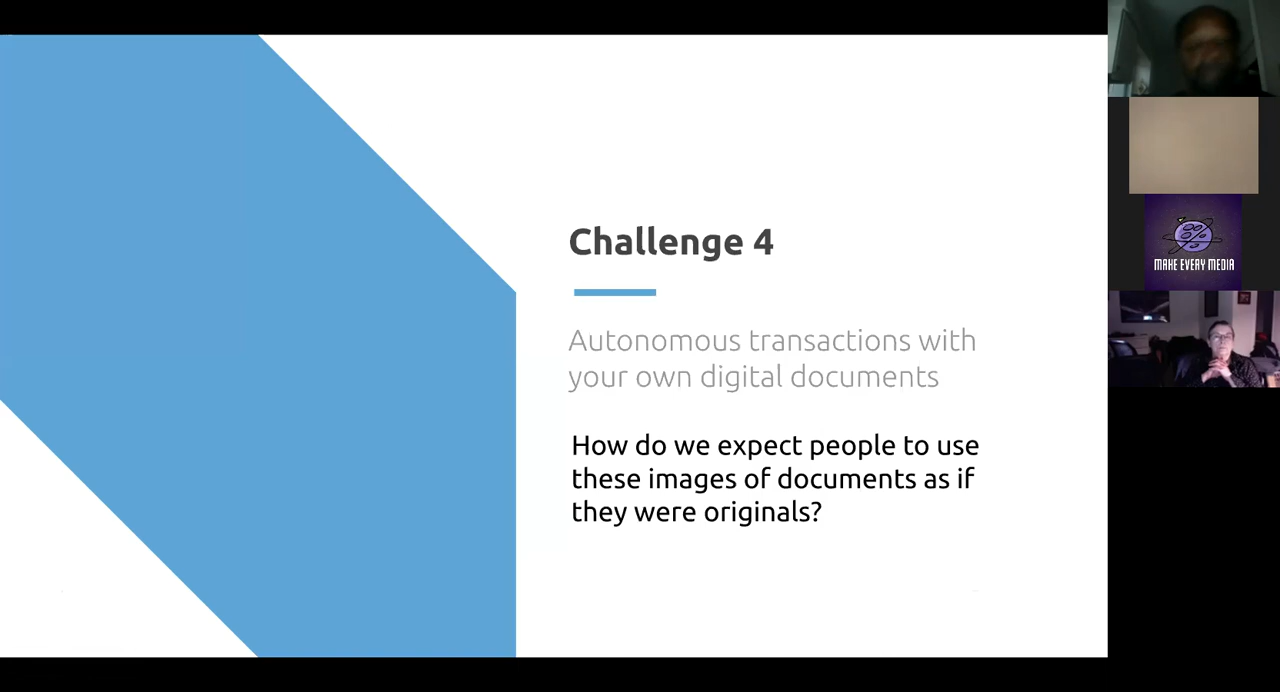 Challenge 4
Autonomous transactions with
your own digital documents
How do we expect people to use
these images of documents as if
they were originals?
MAKE EVERY MEDIA